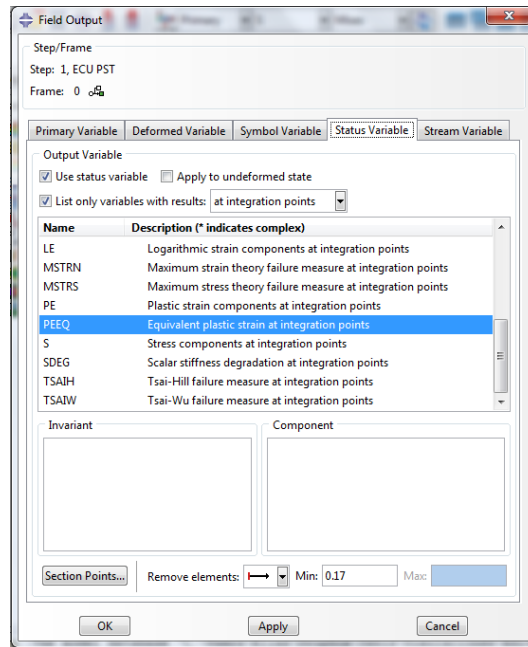 Field Output
Step/Frame
Step: 1, ECU PST
Frame: 0
Primary Variable Deformed Variable Symbol Variable Status Variable Stream Variable
Output Variable
Use status variable Apply to undeformed state
List only variables with results: at integration points
Name Description (* indicates complex)
LE Logarithmic strain components at integration points
MSTRN Maximum strain theory failure measure at integration points
MSTRS Maximum stress theory failure measure at integration points
PE Plastic strain components at integration points
PEEQ Equivalent plastic strain at integration points
S Stress components at integration points
SDEG Scalar stiffness degradation at integration points
TSAIH Tsai-Hill failure measure at integration points
TSAIW Tsai-Wu failure measure at integration points
Invariant Component
Section Points... Remove elements: Min: 0.17 Max:
OK Apply Cancel